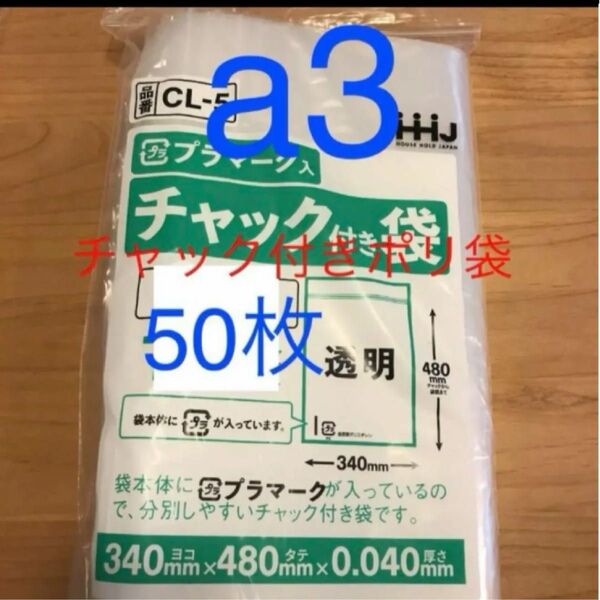 a3
品番 CL-5
HHJ
HOUSE HOLD JAPAN
プラ プラマーク入
チャック付き袋
チャック付きポリ袋
50枚
透明
480mm
340mm
袋本体に プラ が入っています。
プラ
袋本体に プラ プラマークが入っているの
で、分別しやすいチャック付き袋です。
340mm ヨコ × 480mm タテ × 0.040mm 厚さ